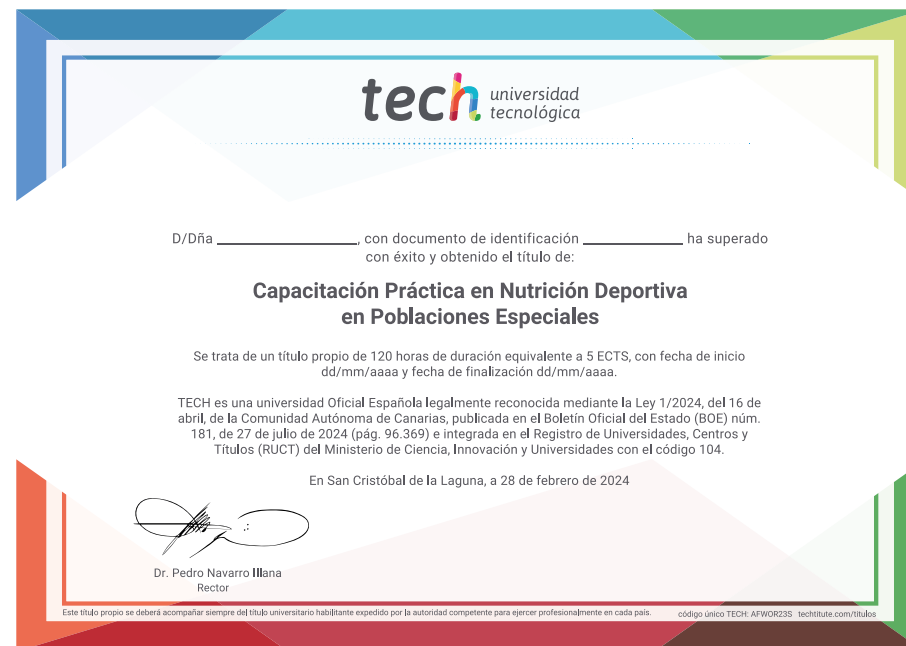 tech universidad
tecnológica
D/Dña ____________________, con documento de identificación ______________ ha superado
con éxito y obtenido el título de:
Capacitación Práctica en Nutrición Deportiva
en Poblaciones Especiales
Se trata de un título propio de 120 horas de duración equivalente a 5 ECTS, con fecha de inicio
dd/mm/aaaa y fecha de finalización dd/mm/aaaa.
TECH es una universidad Oficial Española legalmente reconocida mediante la Ley 1/2024, del 16 de
abril, de la Comunidad Autónoma de Canarias, publicada en el Boletín Oficial del Estado (BOE) núm.
181, de 27 de julio de 2024 (pág. 96.369) e integrada en el Registro de Universidades, Centros y
Títulos (RUCT) del Ministerio de Ciencia, Innovación y Universidades con el código 104.
En San Cristóbal de la Laguna, a 28 de febrero de 2024
Dr. Pedro Navarro Illana
Rector
Este título propio se deberá acompañar siempre del título universitario habilitante expedido por la autoridad competente para ejercer profesionalmente en cada país.
código único TECH: AFWOR23S techtitute.com/titulos